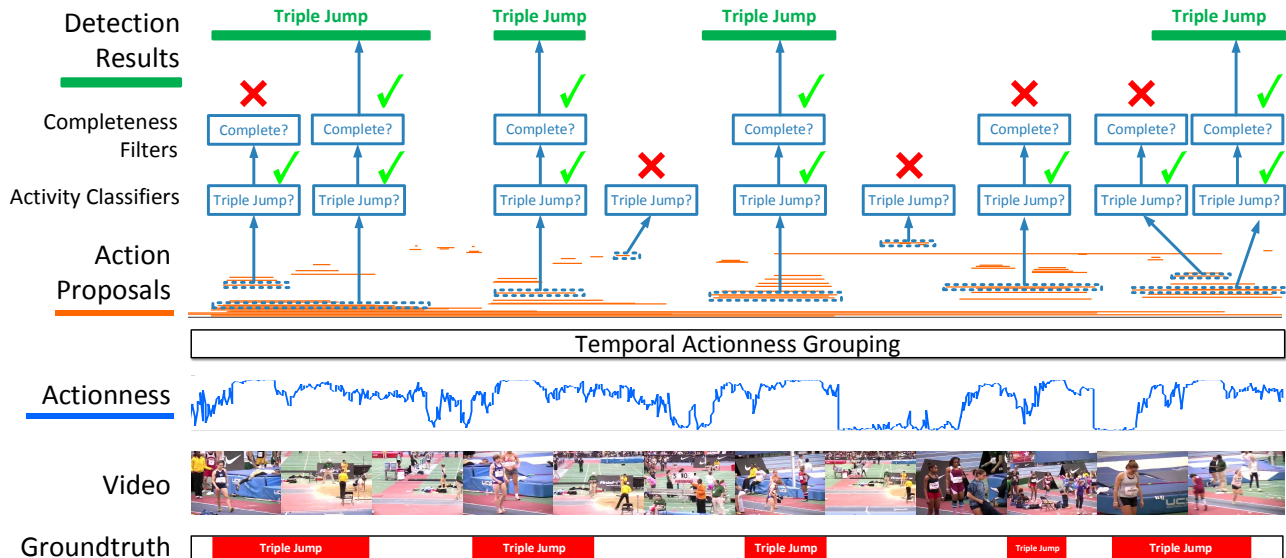 Detection
Results
Triple Jump
Triple Jump
Triple Jump
Triple Jump
Completeness
Filters
Complete?
Complete?
Complete?
Complete?
Complete?
Complete?
Complete?
Activity Classifiers
Triple Jump?
Triple Jump?
Triple Jump?
Triple Jump?
Triple Jump?
Triple Jump?
Triple Jump?
Triple Jump?
Triple Jump?
Action
Proposals
Temporal Actionness Grouping
Actionness
Video
Groundtruth
Triple Jump
Triple Jump
Triple Jump
Triple Jump
Triple Jump